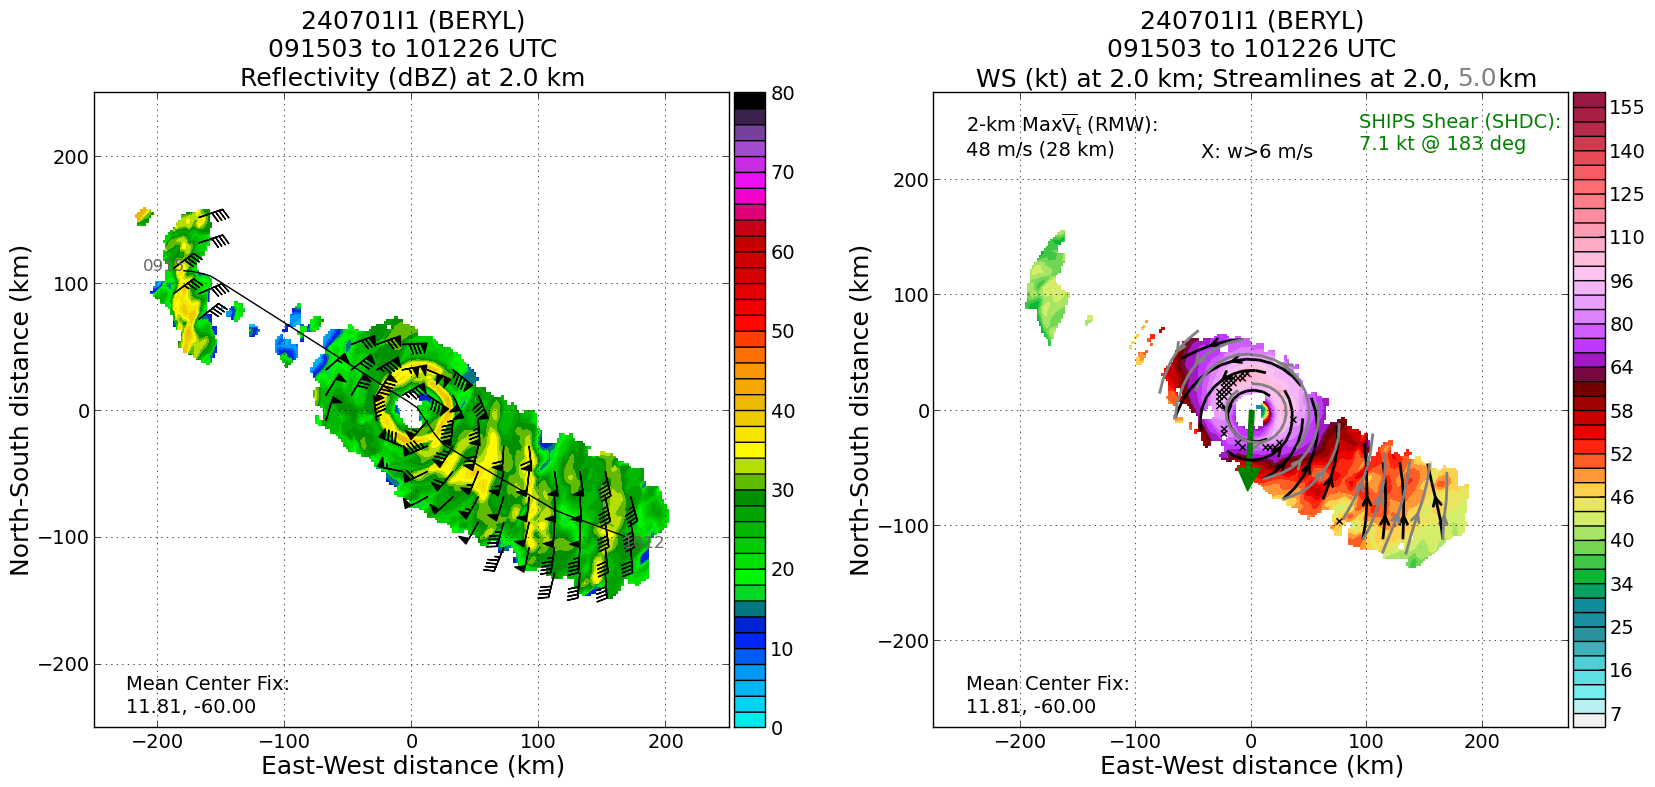 240701I1 (BERYL)
091503 to 101226 UTC
Reflectivity (dBZ) at 2.0 km
North-South distance (km)
200
100
0
−100
−200
−200
−100
0
100
200
East-West distance (km)
Mean Center Fix:
11.81, -60.00
80
70
60
50
40
30
20
10
0
240701I1 (BERYL)
091503 to 101226 UTC
WS (kt) at 2.0 km; Streamlines at 2.0, 5.0 km
2-km Max V̅t (RMW):
48 m/s (28 km)
X: w>6 m/s
SHIPS Shear (SHDC):
7.1 kt @ 183 deg
North-South distance (km)
200
100
0
−100
−200
−200
−100
0
100
200
East-West distance (km)
Mean Center Fix:
11.81, -60.00
155
140
125
110
96
80
64
58
52
46
40
34
25
16
7